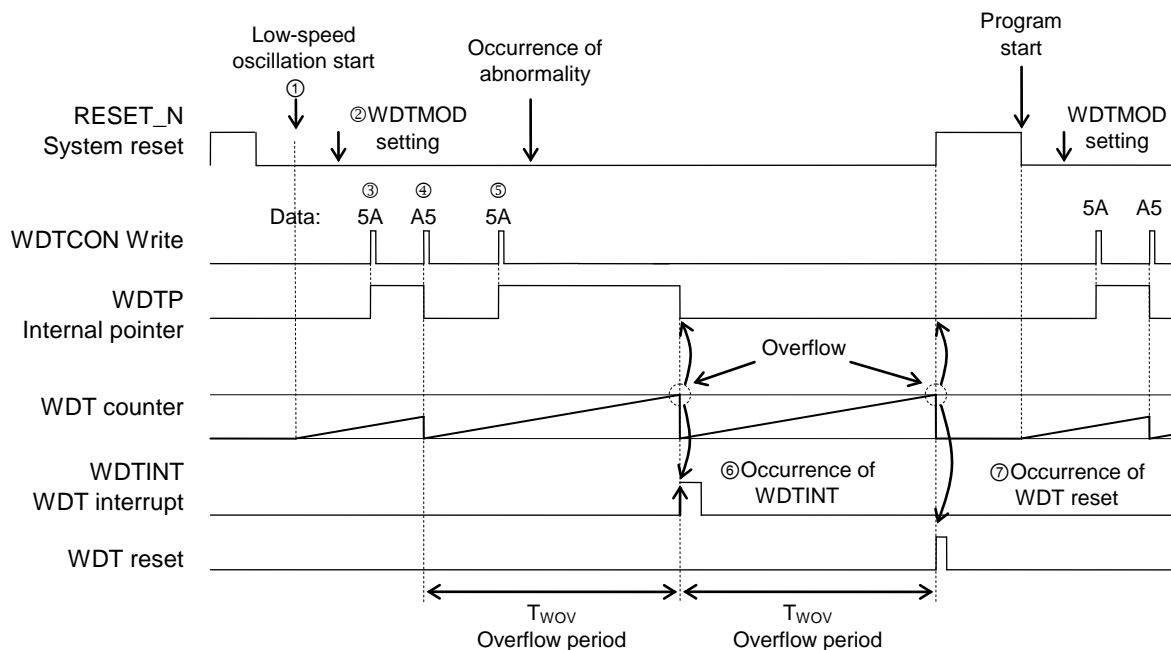 Program
start
Low-speed
oscillation start
①
Occurrence of
abnormality
RESET_N
System reset
②WDTMOD
setting
WDTMOD
setting
③ ④ ⑤
Data: 5A A5 5A
5A A5
WDTCON Write
WDTP
Internal pointer
Overflow
WDT counter
WDTINT
WDT interrupt
⑥Occurrence of
WDTINT
⑦Occurrence of
WDT reset
WDT reset
TWOV
Overflow period
TWOV
Overflow period